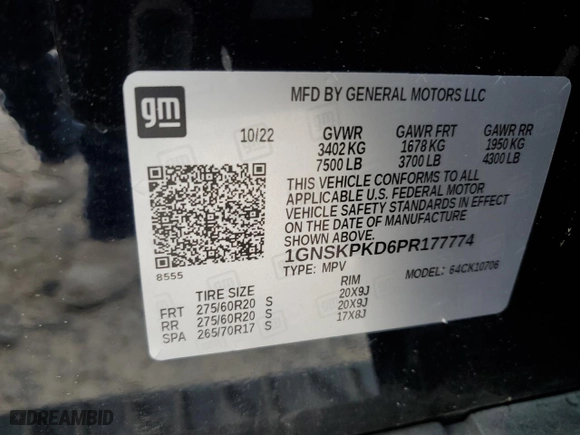 gm
MFD BY GENERAL MOTORS LLC
10/22 GVWR GAWR FRT GAWR RR
3402 KG 1678 KG 1950 KG
7500 LB 3700 LB 4300 LB
THIS VEHICLE CONFORMS TO ALL
APPLICABLE U.S. FEDERAL MOTOR
VEHICLE SAFETY STANDARDS IN EFFECT
ON THE DATE OF MANUFACTURE
SHOWN ABOVE.
1GNSKPKD6PR177774
8555
TYPE: MPV MODEL: 64CK10706
TIRE SIZE RIM
FRT 275/60R20 S 20X9J
RR 275/60R20 S 20X9J
SPA 265/70R17 S 17X8J
DREAMBID